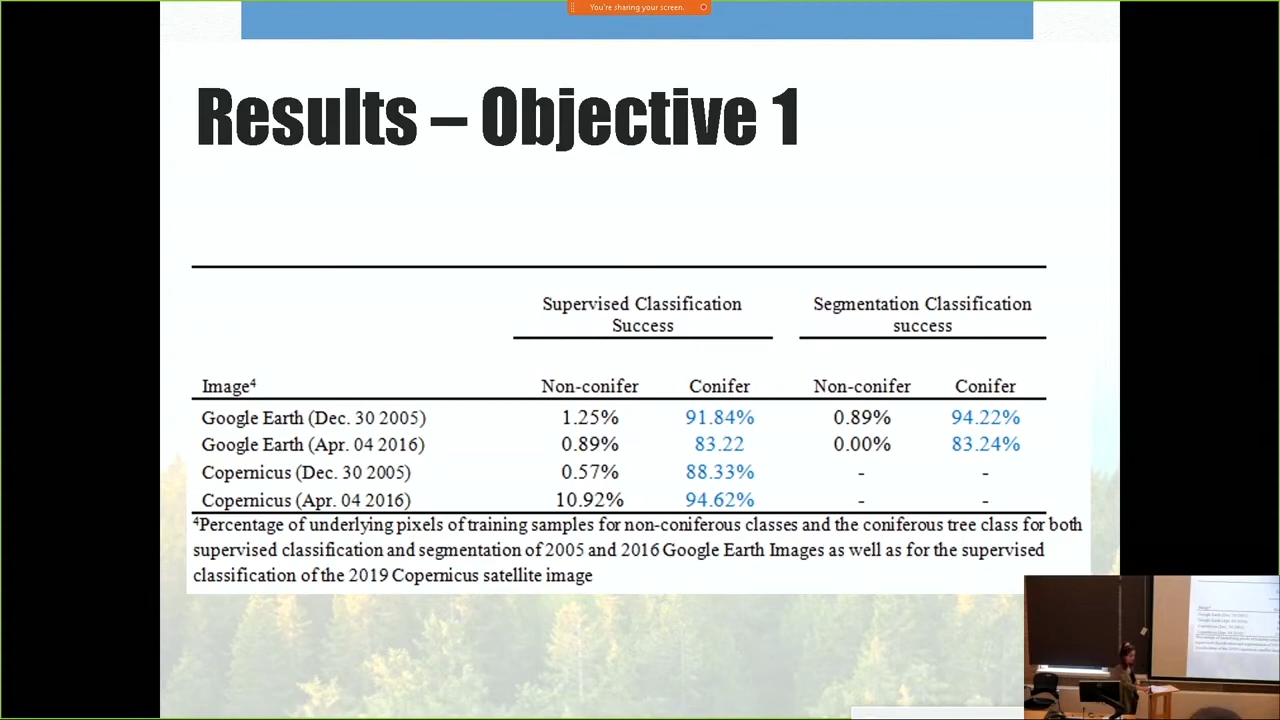 You're sharing your screen.
Results – Objective 1
Supervised Classification Success
Segmentation Classification success
Image⁴ Non-conifer Conifer Non-conifer Conifer
Google Earth (Dec. 30 2005) 1.25% 91.84% 0.89% 94.22%
Google Earth (Apr. 04 2016) 0.89% 83.22 0.00% 83.24%
Copernicus (Dec. 30 2005) 0.57% 88.33% - -
Copernicus (Apr. 04 2016) 10.92% 94.62% - -
⁴Percentage of underlying pixels of training samples for non-coniferous classes and the coniferous tree class for both
supervised classification and segmentation of 2005 and 2016 Google Earth Images as well as for the supervised
classification of the 2019 Copernicus satellite image